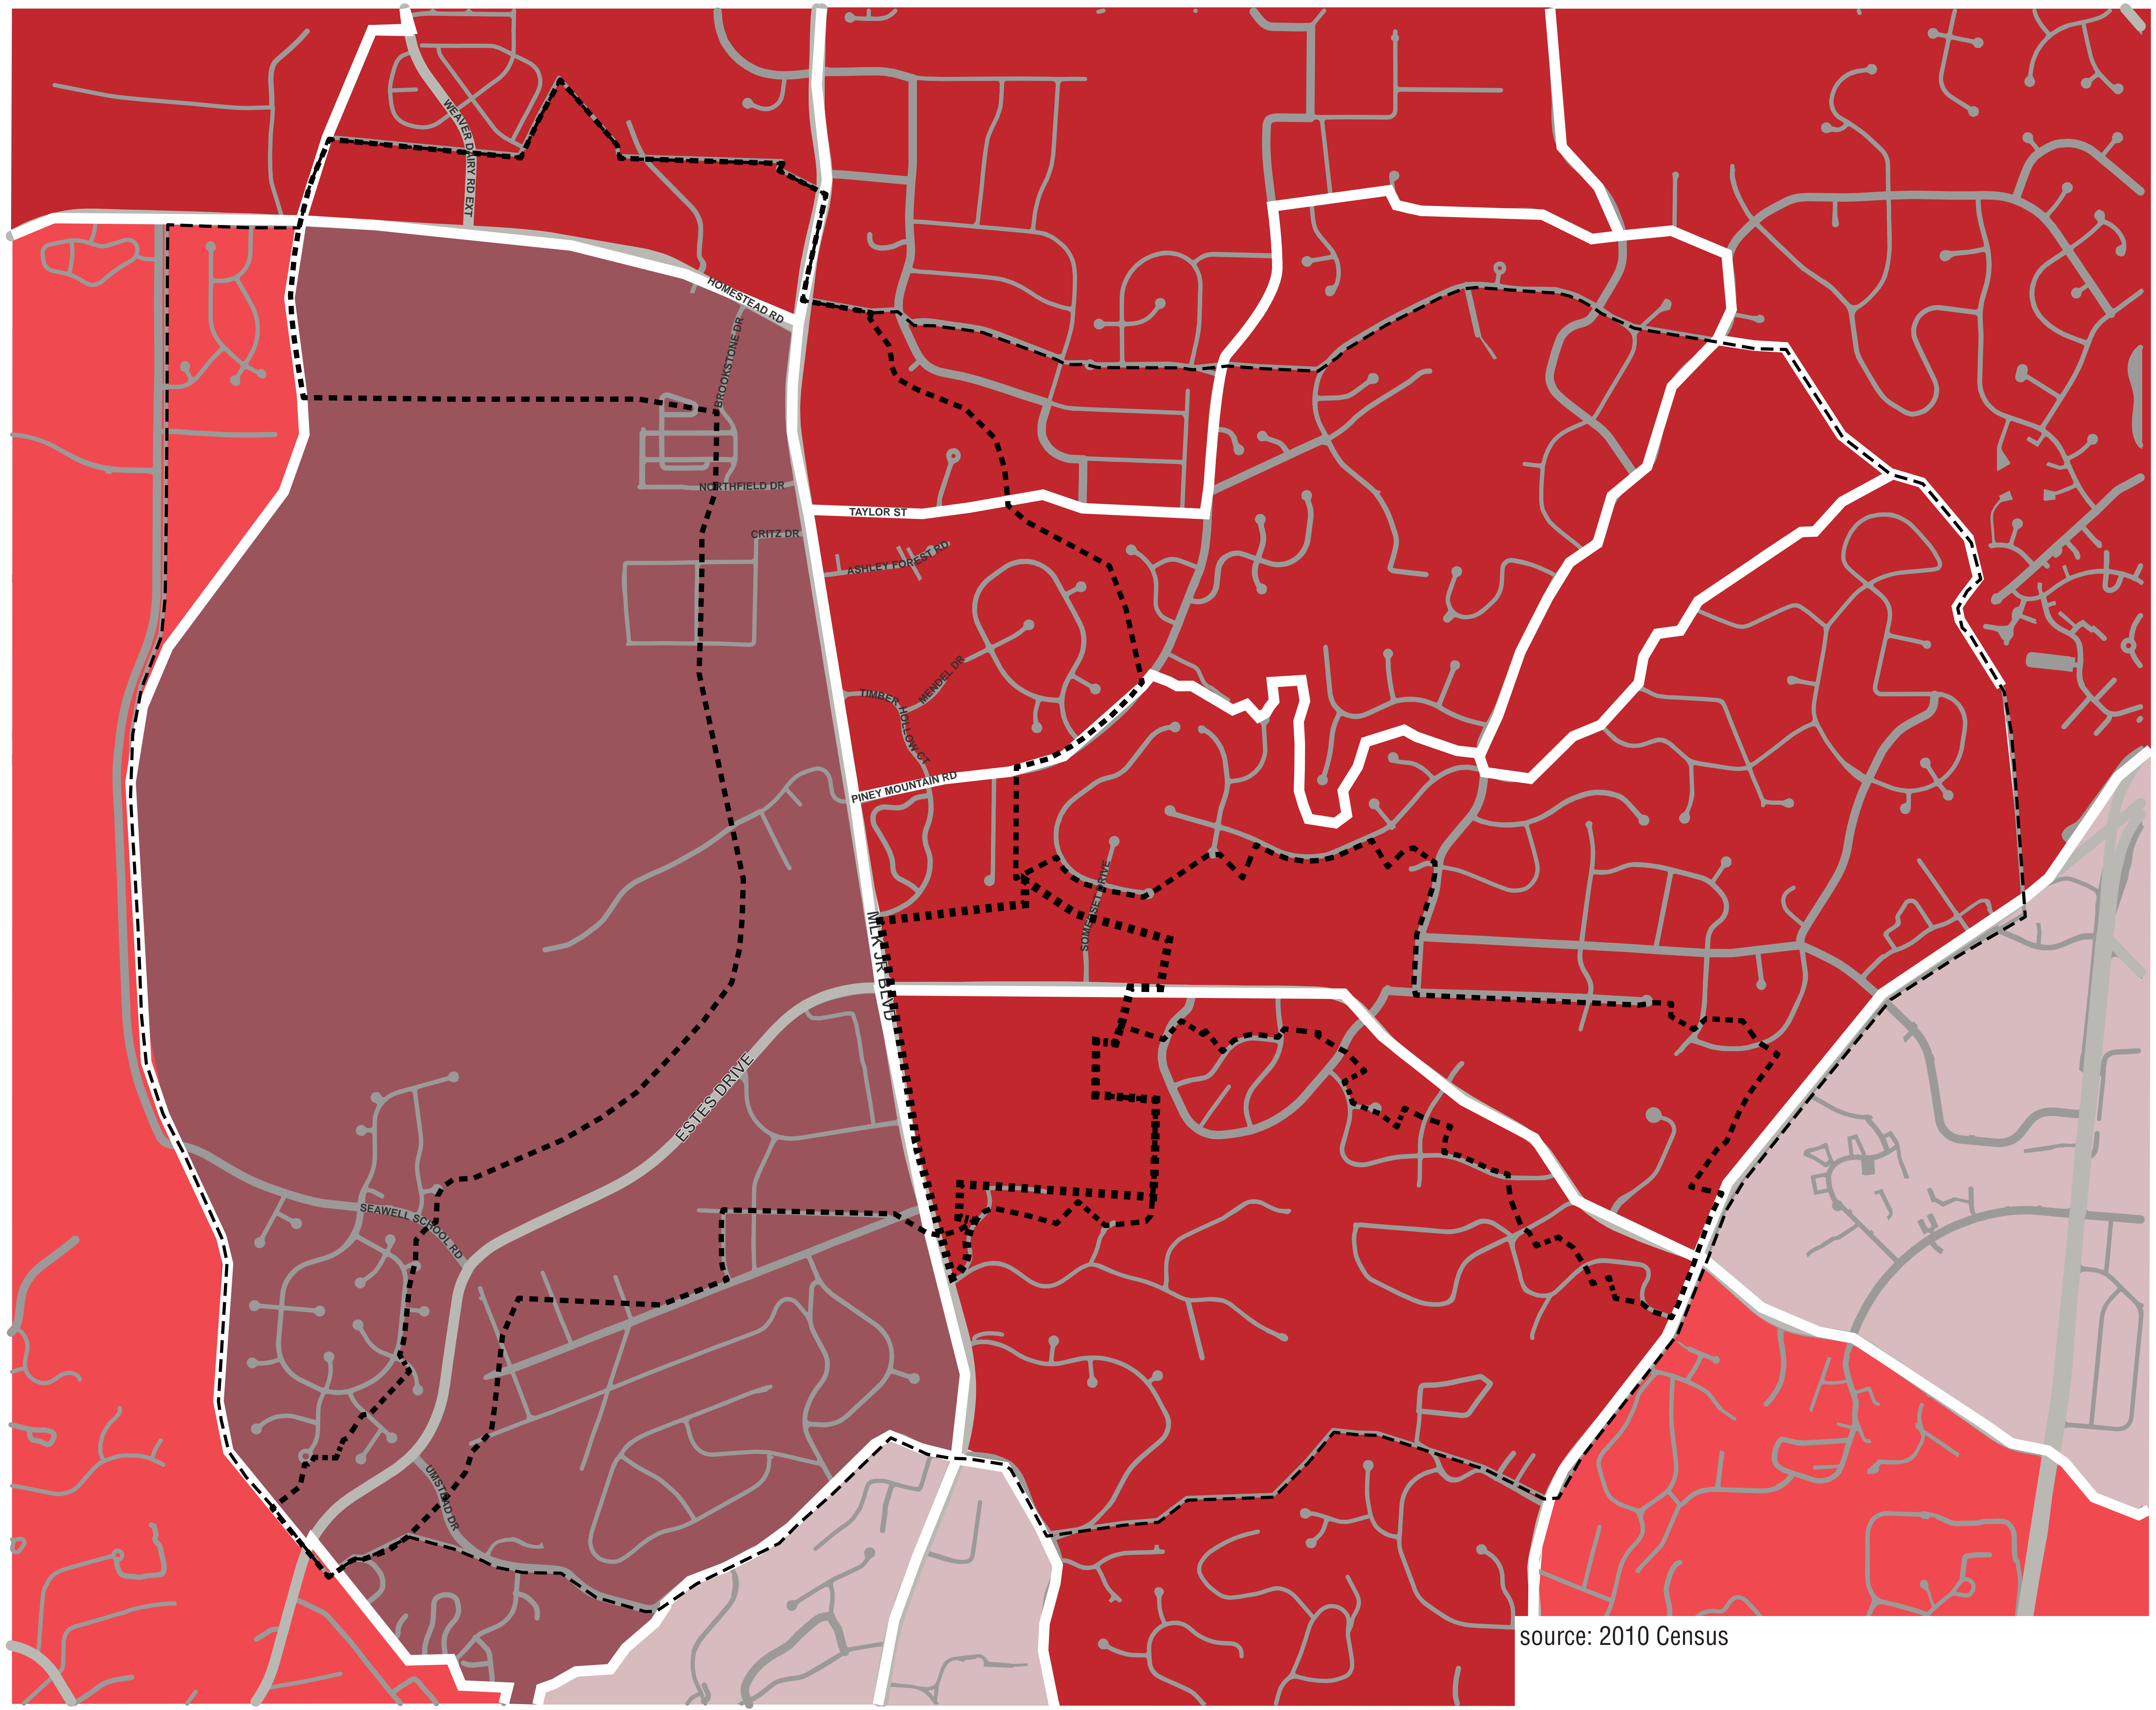 WEAVER DAIRY RD EXT
HOMESTEAD RD
BROOKSTONE DR
NORTHFIELD DR
TAYLOR ST
CRITZ DR
ASHLEY FOREST RD
MENDEL DR
TIMBER HOLLOW CT
PINEY MOUNTAIN RD
SOMERSET DRIVE
MLK JR BLVD
ESTES DRIVE
SEAWELL SCHOOL RD
UMSTEAD DR
source: 2010 Census